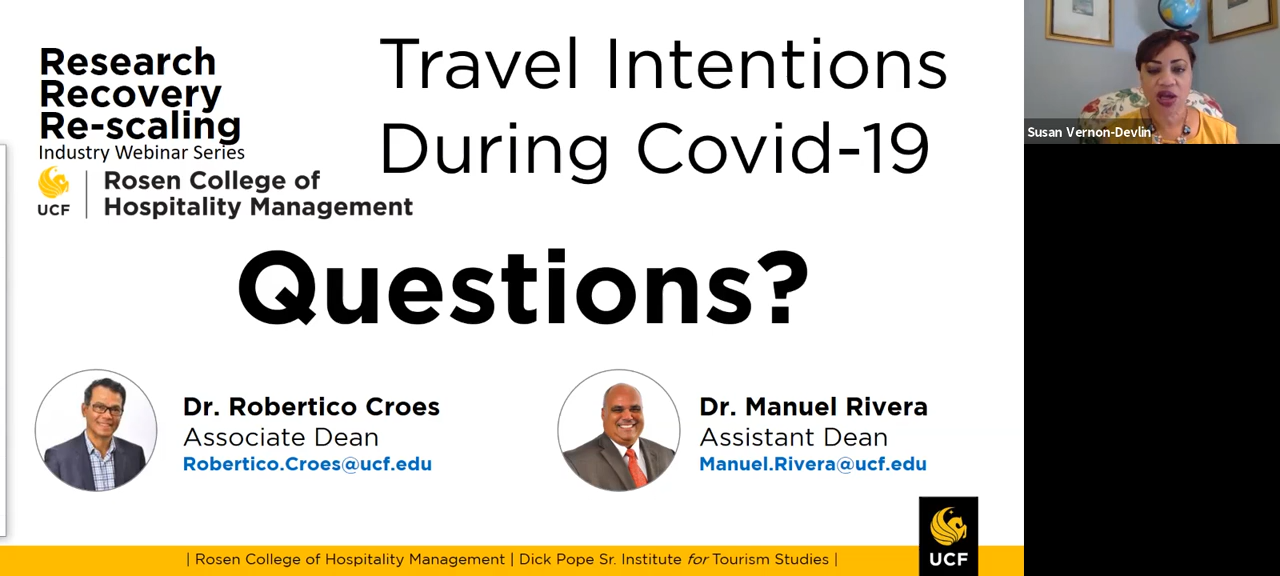 Research
Recovery
Re-scaling
Industry Webinar Series
UCF
Rosen College of
Hospitality Management
Travel Intentions
During Covid-19
Questions?
Dr. Robertico Croes
Associate Dean
Robertico.Croes@ucf.edu
Dr. Manuel Rivera
Assistant Dean
Manuel.Rivera@ucf.edu
| Rosen College of Hospitality Management | Dick Pope Sr. Institute for Tourism Studies |
UCF
Susan Vernon-Devlin